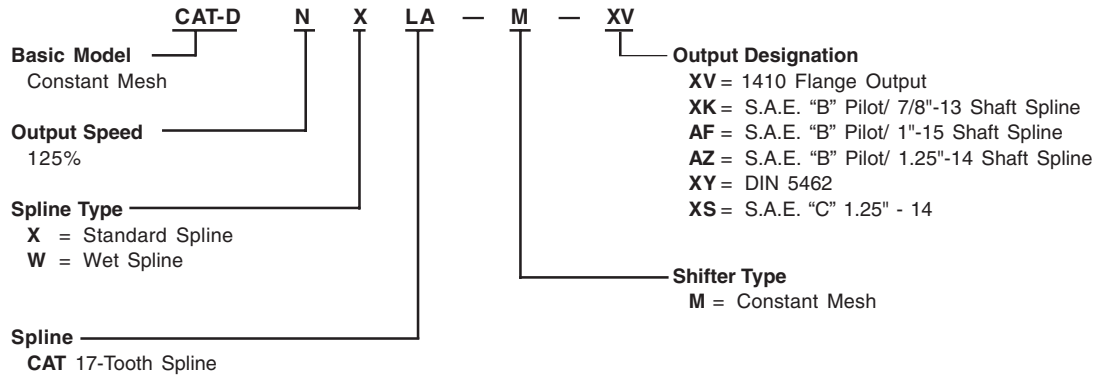 CAT-D N X LA — M — XV
Basic Model
Constant Mesh
Output Speed
125%
Spline Type
X = Standard Spline
W = Wet Spline
Spline
CAT 17-Tooth Spline
Output Designation
XV = 1410 Flange Output
XK = S.A.E. “B” Pilot/ 7/8"-13 Shaft Spline
AF = S.A.E. “B” Pilot/ 1"-15 Shaft Spline
AZ = S.A.E. “B” Pilot/ 1.25"-14 Shaft Spline
XY = DIN 5462
XS = S.A.E. “C” 1.25" - 14
Shifter Type
M = Constant Mesh